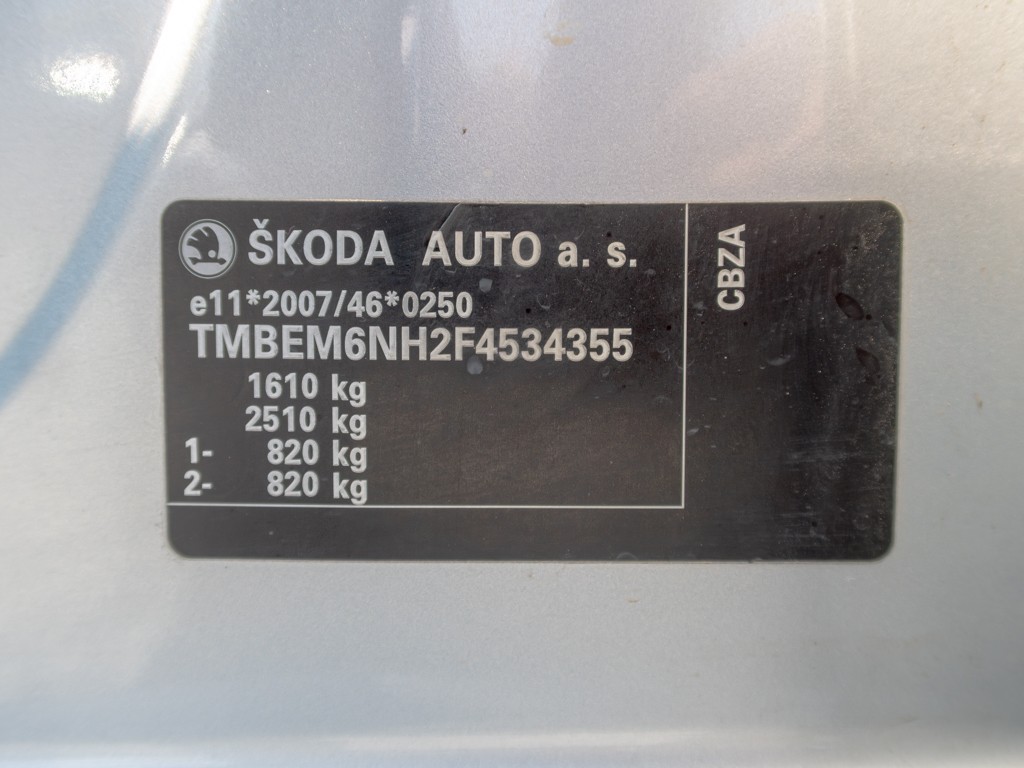 ŠKODA AUTO a. s.
e11*2007/46*0250
TMBEM6NH2F4534355
1610 kg
2510 kg
1- 820 kg
2- 820 kg
CBZA